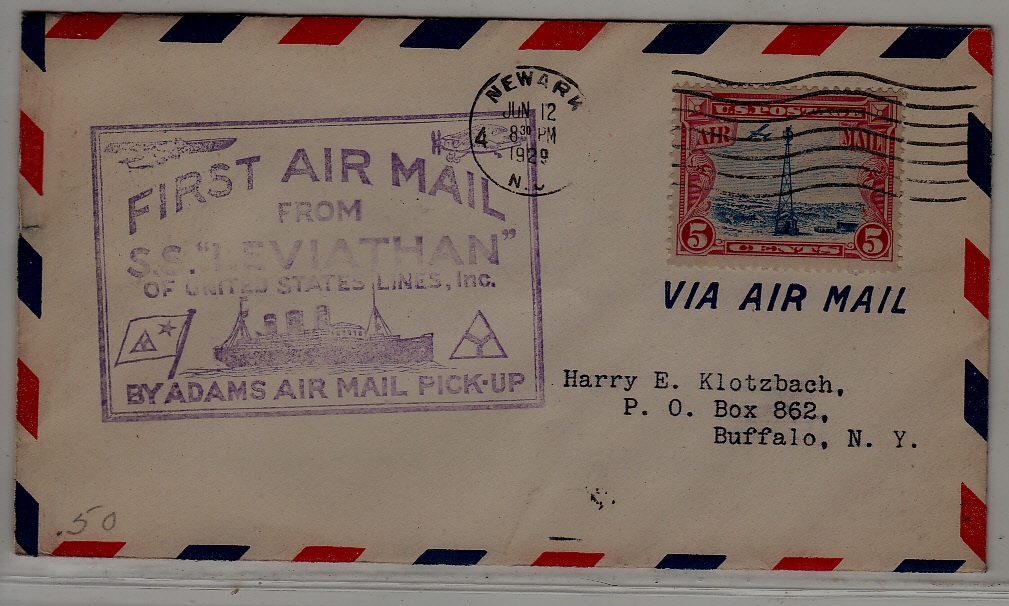 NEWARK
JUN 12
4 8 30 PM
1929
N.J.
U.S. POSTAGE
AIR MAIL
5 CENTS 5
VIA AIR MAIL
FIRST AIR MAIL
FROM
S.S. "LEVIATHAN"
OF UNITED STATES LINES, Inc.
BY ADAMS AIR MAIL PICK-UP
Harry E. Klotzbach,
P. O. Box 862,
Buffalo, N. Y.
.50